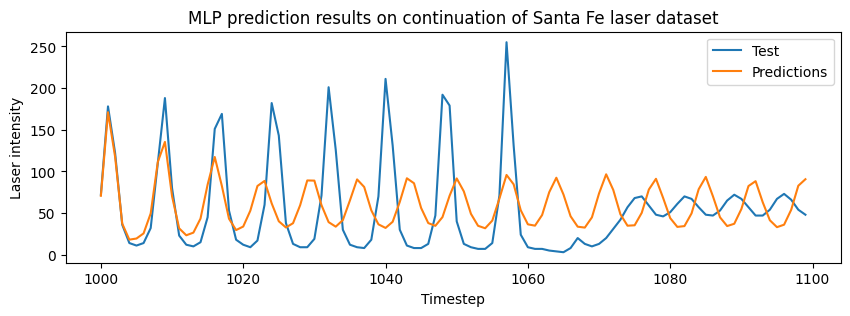 MLP prediction results on continuation of Santa Fe laser dataset
250
200
150
100
50
0
Laser intensity
Test
Predictions
1000
1020
1040
1060
1080
1100
Timestep